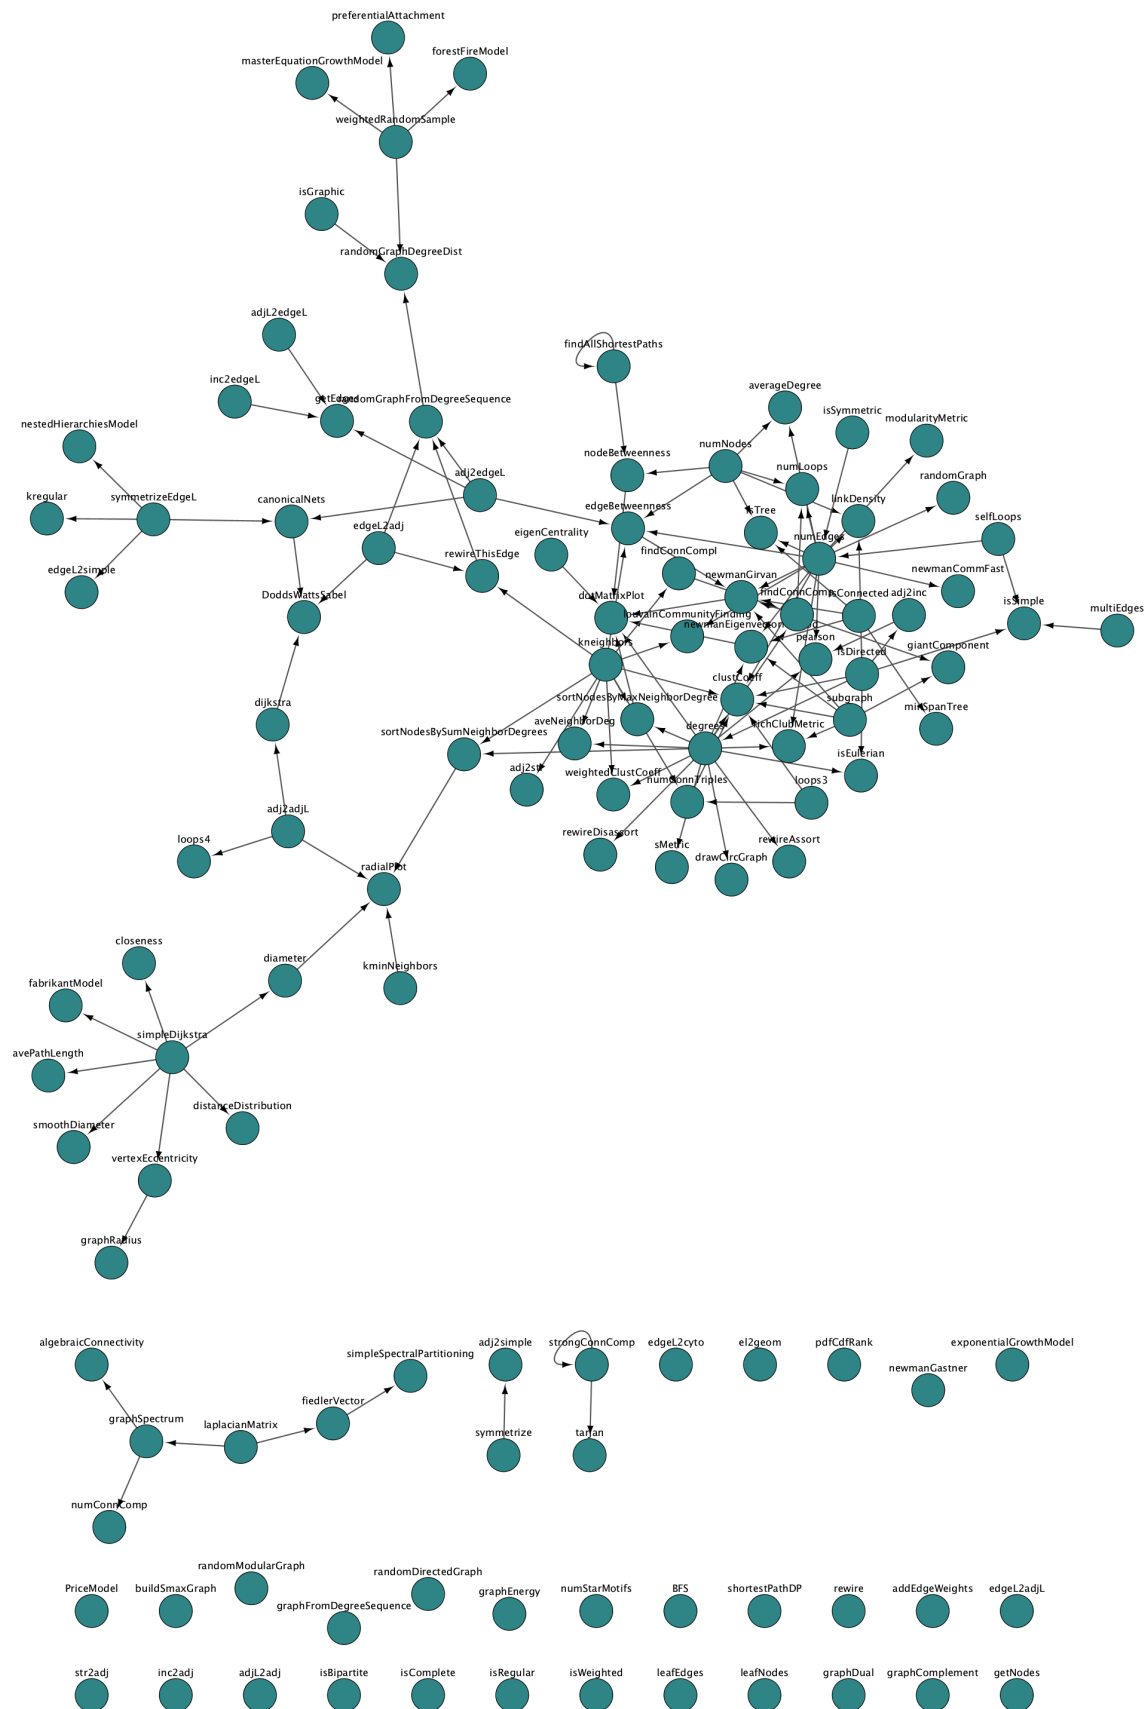 preferentialAttachment
forestFireModel
masterEquationGrowthModel
weightedRandomSample
isGraphic
randomGraphDegreeDist
adjL2edgeL
findAllShortestPaths
inc2edgeL
averageDegree
getEdges
randomGraphFromDegreeSequence
isSymmetric
modularityMetric
nestedHierarchiesModel
numNodes
nodeBetweenness
numLoops
randomGraph
kregular
symmetrizeEdgeL
canonicalNets
adj2edgeL
edgeBetweenness
isTree
linkDensity
selfLoops
eigenCentrality
edgeL2adj
numEdges
edgeL2simple
rewireThisEdge
findConnCompI
newmanGirvan
newmanCommFast
DoddsWattsSabel
dotMatrixPlot
findConnComp
isConnected
adj2inc
isSimple
multiEdges
louvainCommunityFinding
pearson
giantComponent
kneighbors
isDirected
clustCoeff
sortNodesByMaxNeighborDegree
subgraph
minSpanTree
dijkstra
aveNeighborDeg
degrees
richClubMetric
sortNodesBySumNeighborDegrees
isEulerian
adj2str
weightedClustCoeff
numConnTriples
loops3
adj2adjL
loops4
rewireDisassort
sMetric
drawCircGraph
rewireAssort
radialPlot
closeness
diameter
kminNeighbors
fabrikantModel
simpleDijkstra
avePathLength
distanceDistribution
smoothDiameter
vertexEccentricity
graphRadius
algebraicConnectivity
simpleSpectralPartitioning
adj2simple
strongConnComp
edgeL2cyto
el2geom
pdfCdfRank
newmanGastner
exponentialGrowthModel
fiedlerVector
graphSpectrum
laplacianMatrix
symmetrize
tarjan
numConnComp
PriceModel
buildSmaxGraph
randomModularGraph
graphFromDegreeSequence
randomDirectedGraph
graphEnergy
numStarMotifs
BFS
shortestPathDP
rewire
addEdgeWeights
edgeL2adjL
str2adj
inc2adj
adjL2adj
isBipartite
isComplete
isRegular
isWeighted
leafEdges
leafNodes
graphDual
graphComplement
getNodes